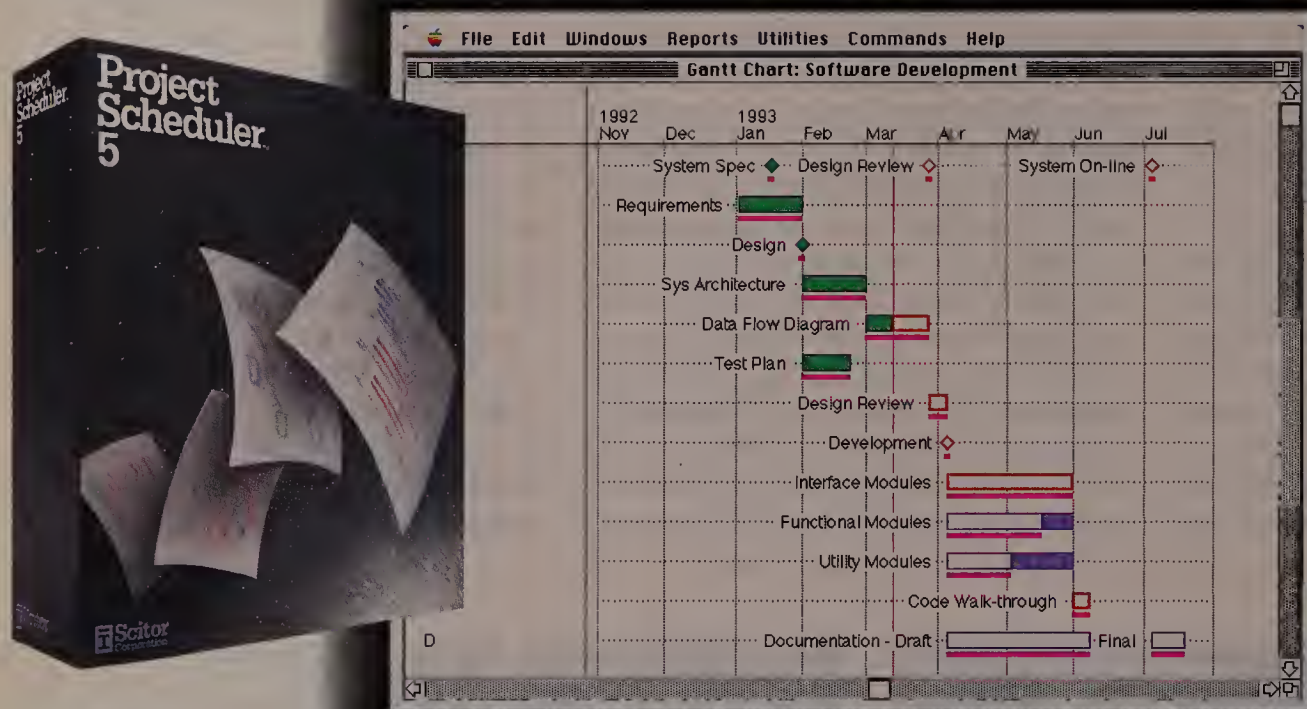 Project
Scheduler
5
Project
Scheduler
5
Scitor
Corporation
File Edit Windows Reports Utilities Commands Help
Gantt Chart: Software Development
1992 1993
Nov Dec Jan Feb Mar Apr May Jun Jul
System Spec Design Review System On-line
Requirements
Design
Sys Architecture
Data Flow Diagram
Test Plan
Design Review
Development
Interface Modules
Functional Modules
Utility Modules
Code Walk-through
D Documentation - Draft Final